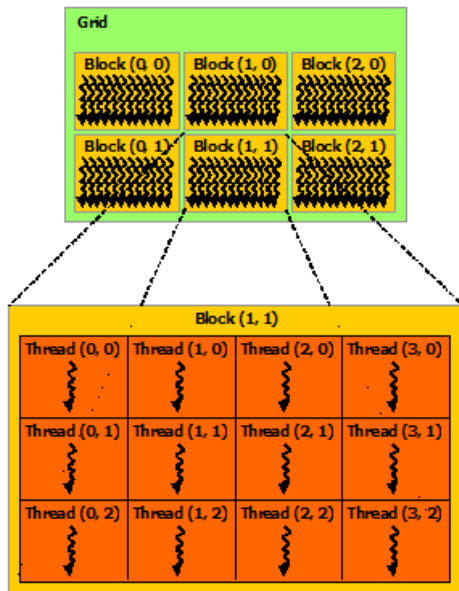 Grid
Block (0, 0) Block (1, 0) Block (2, 0)
Block (0, 1) Block (1, 1) Block (2, 1)
Block (1, 1)
Thread (0, 0) Thread (1, 0) Thread (2, 0) Thread (3, 0)
Thread (0, 1) Thread (1, 1) Thread (2, 1) Thread (3, 1)
Thread (0, 2) Thread (1, 2) Thread (2, 2) Thread (3, 2)